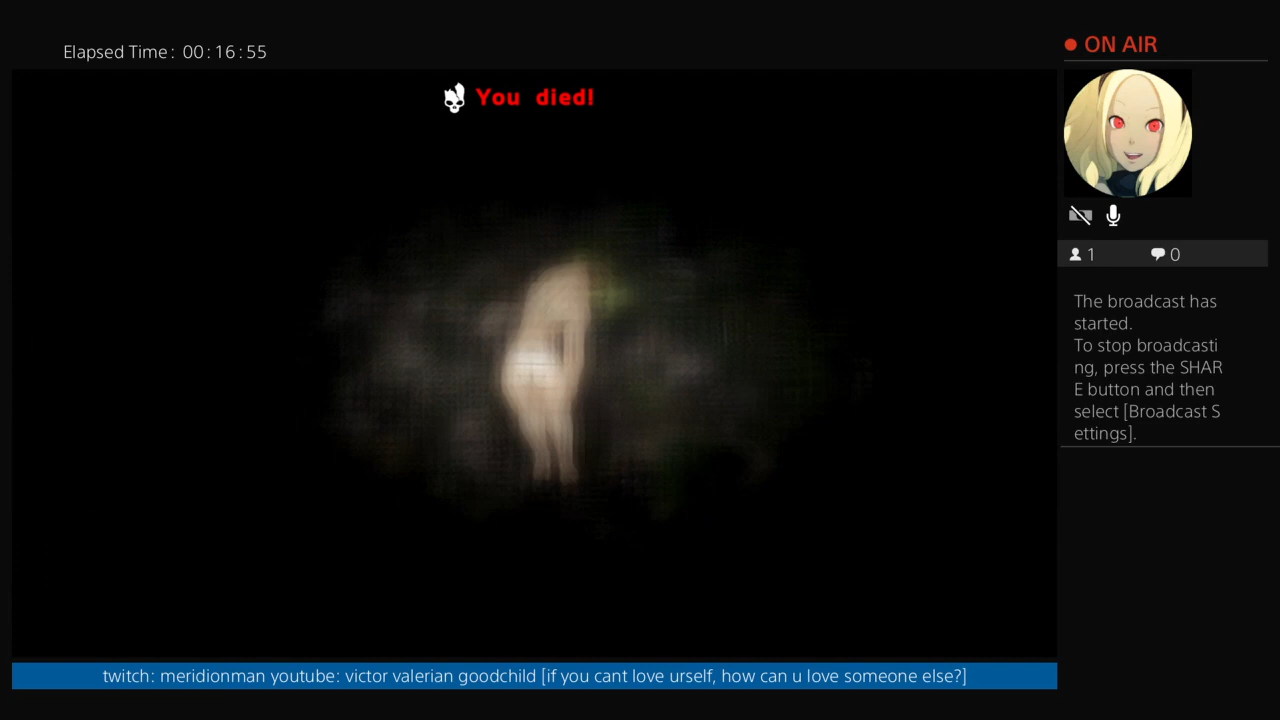 Elapsed Time: 00:16:55
ON AIR
You died!
1 0
The broadcast has
started.
To stop broadcasti
ng, press the SHAR
E button and then
select [Broadcast S
ettings].
twitch: meridionman youtube: victor valerian goodchild [if you cant love urself, how can u love someone else?]